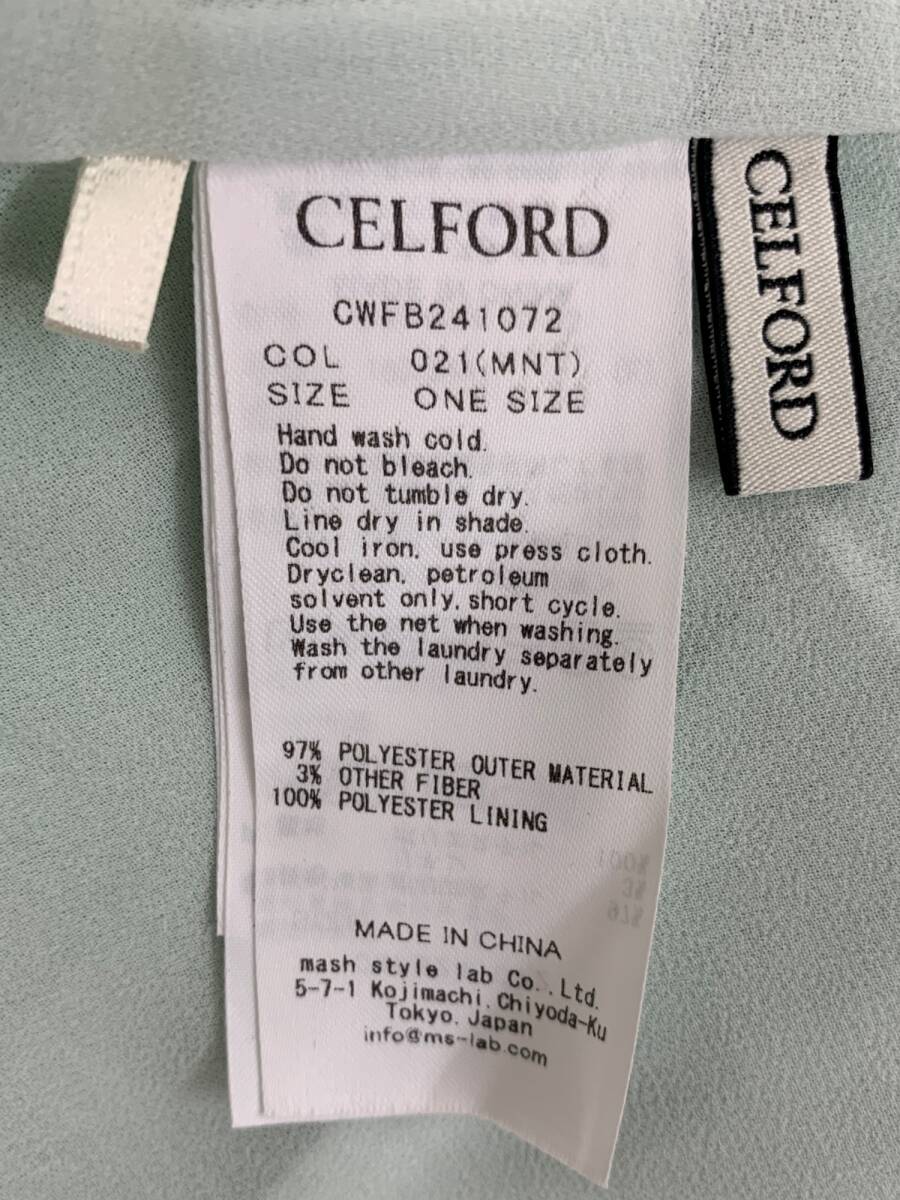 CELFORD
CWFB241072
COL 021(MNT)
SIZE ONE SIZE
Hand wash cold.
Do not bleach.
Do not tumble dry.
Line dry in shade.
Cool iron. use press cloth.
Dryclean. petroleum
solvent only. short cycle.
Use the net when washing.
Wash the laundry separately
from other laundry.
97% POLYESTER OUTER MATERIAL
3% OTHER FIBER
100% POLYESTER LINING
MADE IN CHINA
mash style lab Co.,Ltd.
5-7-1 Kojimachi. Chiyoda-Ku
Tokyo. Japan
info@ms-lab.com
CELFORD
100%
3%
97%